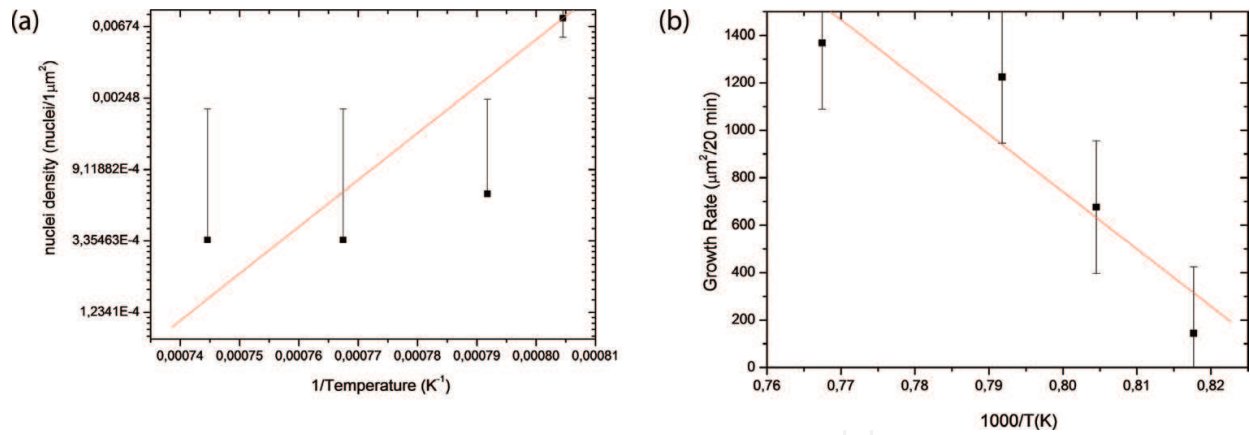 (a)
nuclei density (nuclei/1μm²)
0,00674
0,00248
9,11882E-4
3,35463E-4
1,2341E-4
0,00074 0,00075 0,00076 0,00077 0,00078 0,00079 0,00080 0,00081
1/Temperature (K⁻¹)
(b)
Growth Rate (μm²/20 min)
1400
1200
1000
800
600
400
200
0
0,76 0,77 0,78 0,79 0,80 0,81 0,82
1000/T(K)